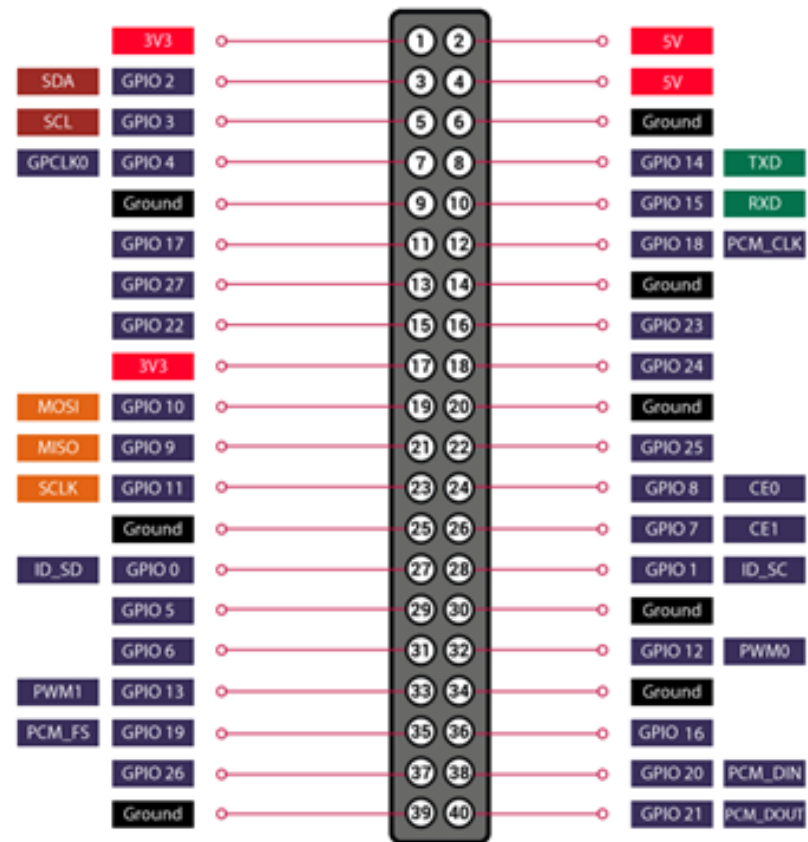 3V3 1 2 5V
SDA GPIO 2 3 4 5V
SCL GPIO 3 5 6 Ground
GPCLK0 GPIO 4 7 8 GPIO 14 TXD
Ground 9 10 GPIO 15 RXD
GPIO 17 11 12 GPIO 18 PCM_CLK
GPIO 27 13 14 Ground
GPIO 22 15 16 GPIO 23
3V3 17 18 GPIO 24
MOSI GPIO 10 19 20 Ground
MISO GPIO 9 21 22 GPIO 25
SCLK GPIO 11 23 24 GPIO 8 CE0
Ground 25 26 GPIO 7 CE1
ID_SD GPIO 0 27 28 GPIO 1 ID_SC
GPIO 5 29 30 Ground
GPIO 6 31 32 GPIO 12 PWM0
PWM1 GPIO 13 33 34 Ground
PCM_FS GPIO 19 35 36 GPIO 16
GPIO 26 37 38 GPIO 20 PCM_DIN
Ground 39 40 GPIO 21 PCM_DOUT